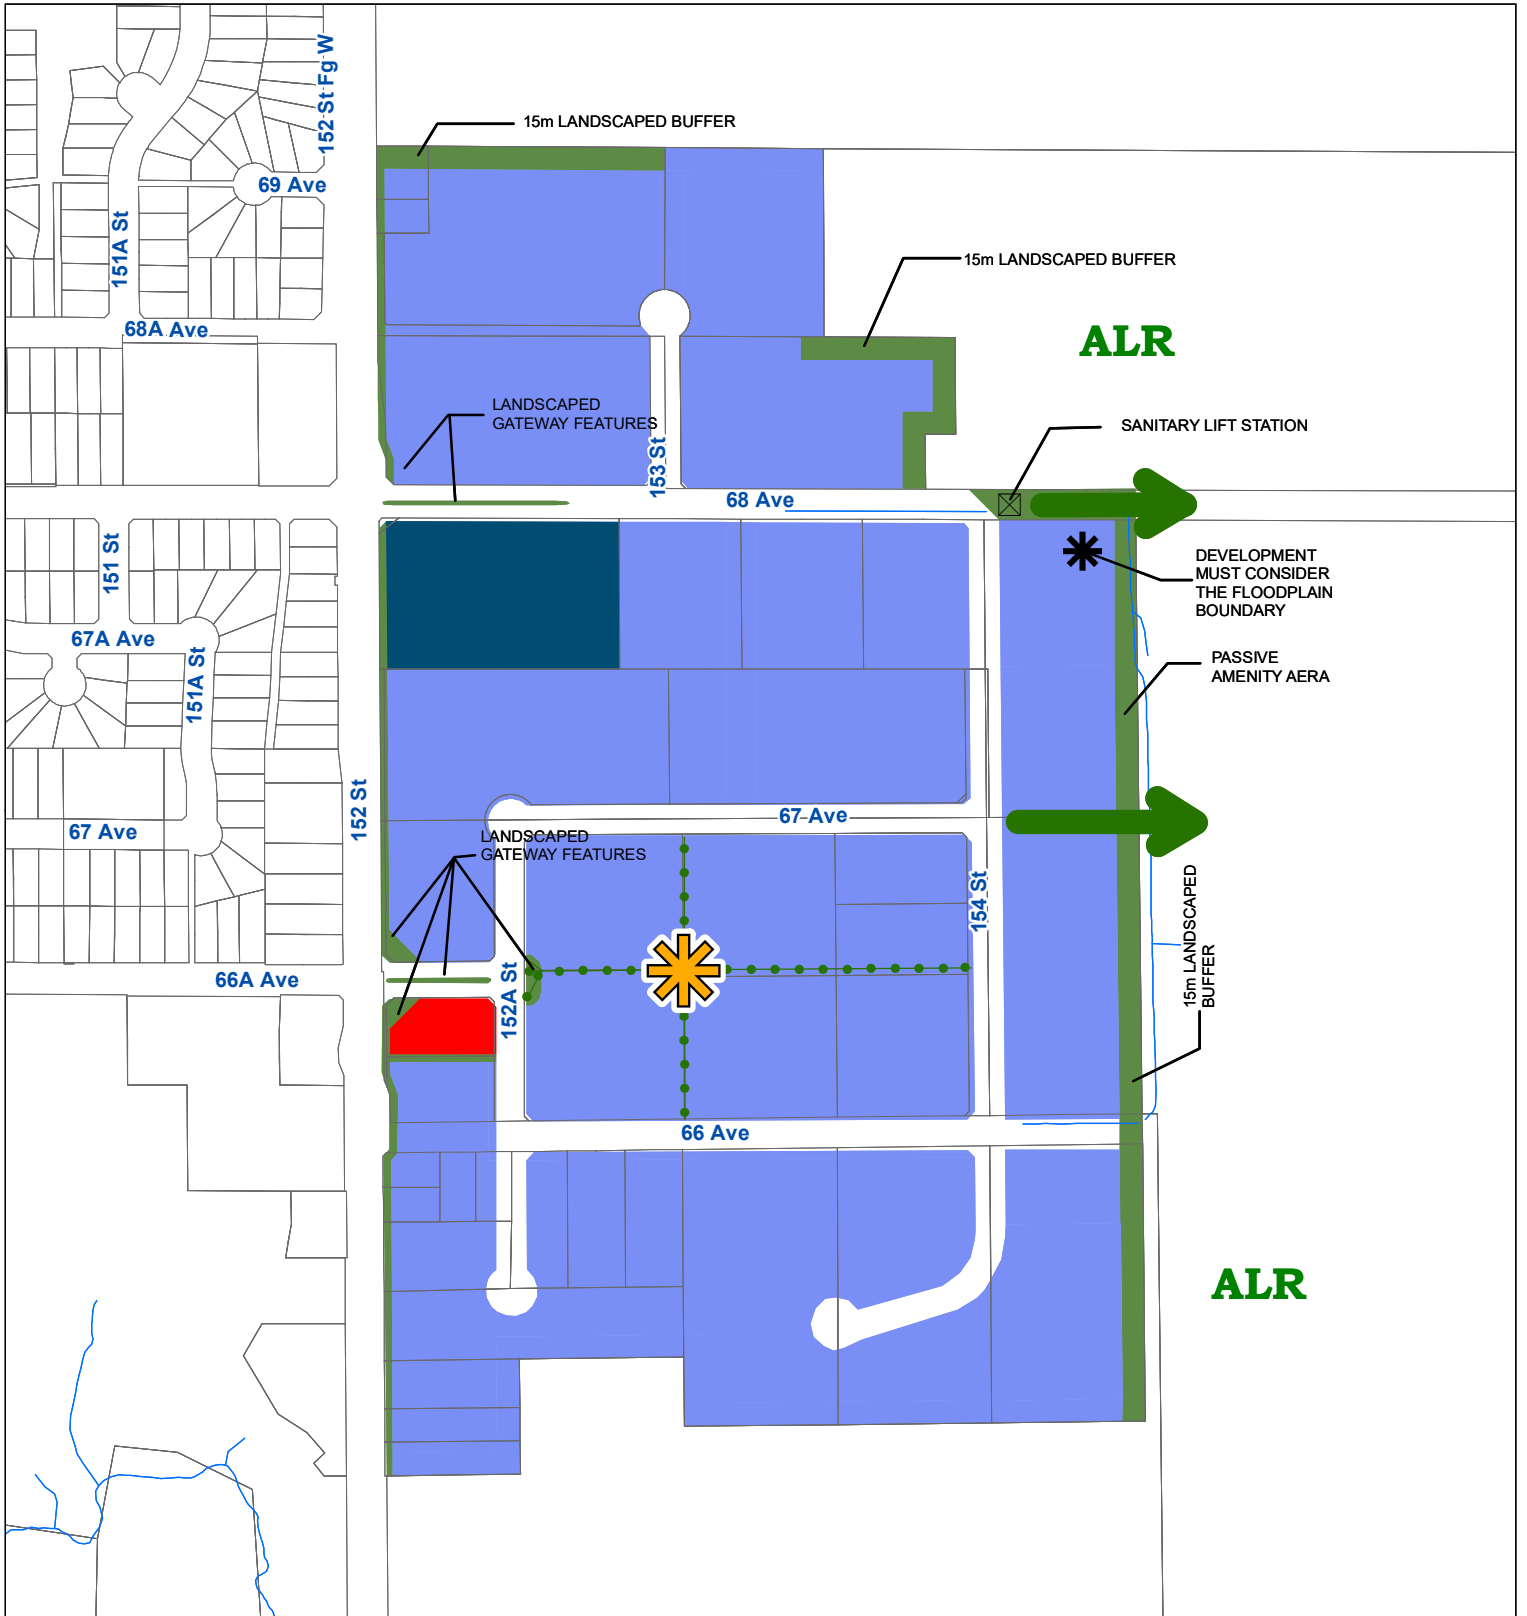 152 St Fg W
15m LANDSCAPED BUFFER
69 Ave
151A St
15m LANDSCAPED BUFFER
68A Ave
ALR
LANDSCAPED
GATEWAY FEATURES
SANITARY LIFT STATION
153 St
68 Ave
151 St
DEVELOPMENT
MUST CONSIDER
THE FLOODPLAIN
BOUNDARY
67A Ave
151A St
PASSIVE
AMENITY AERA
152 St
67 Ave
67 Ave
LANDSCAPED
GATEWAY FEATURES
154 St
15m LANDSCAPED
BUFFER
66A Ave
152A St
66 Ave
ALR